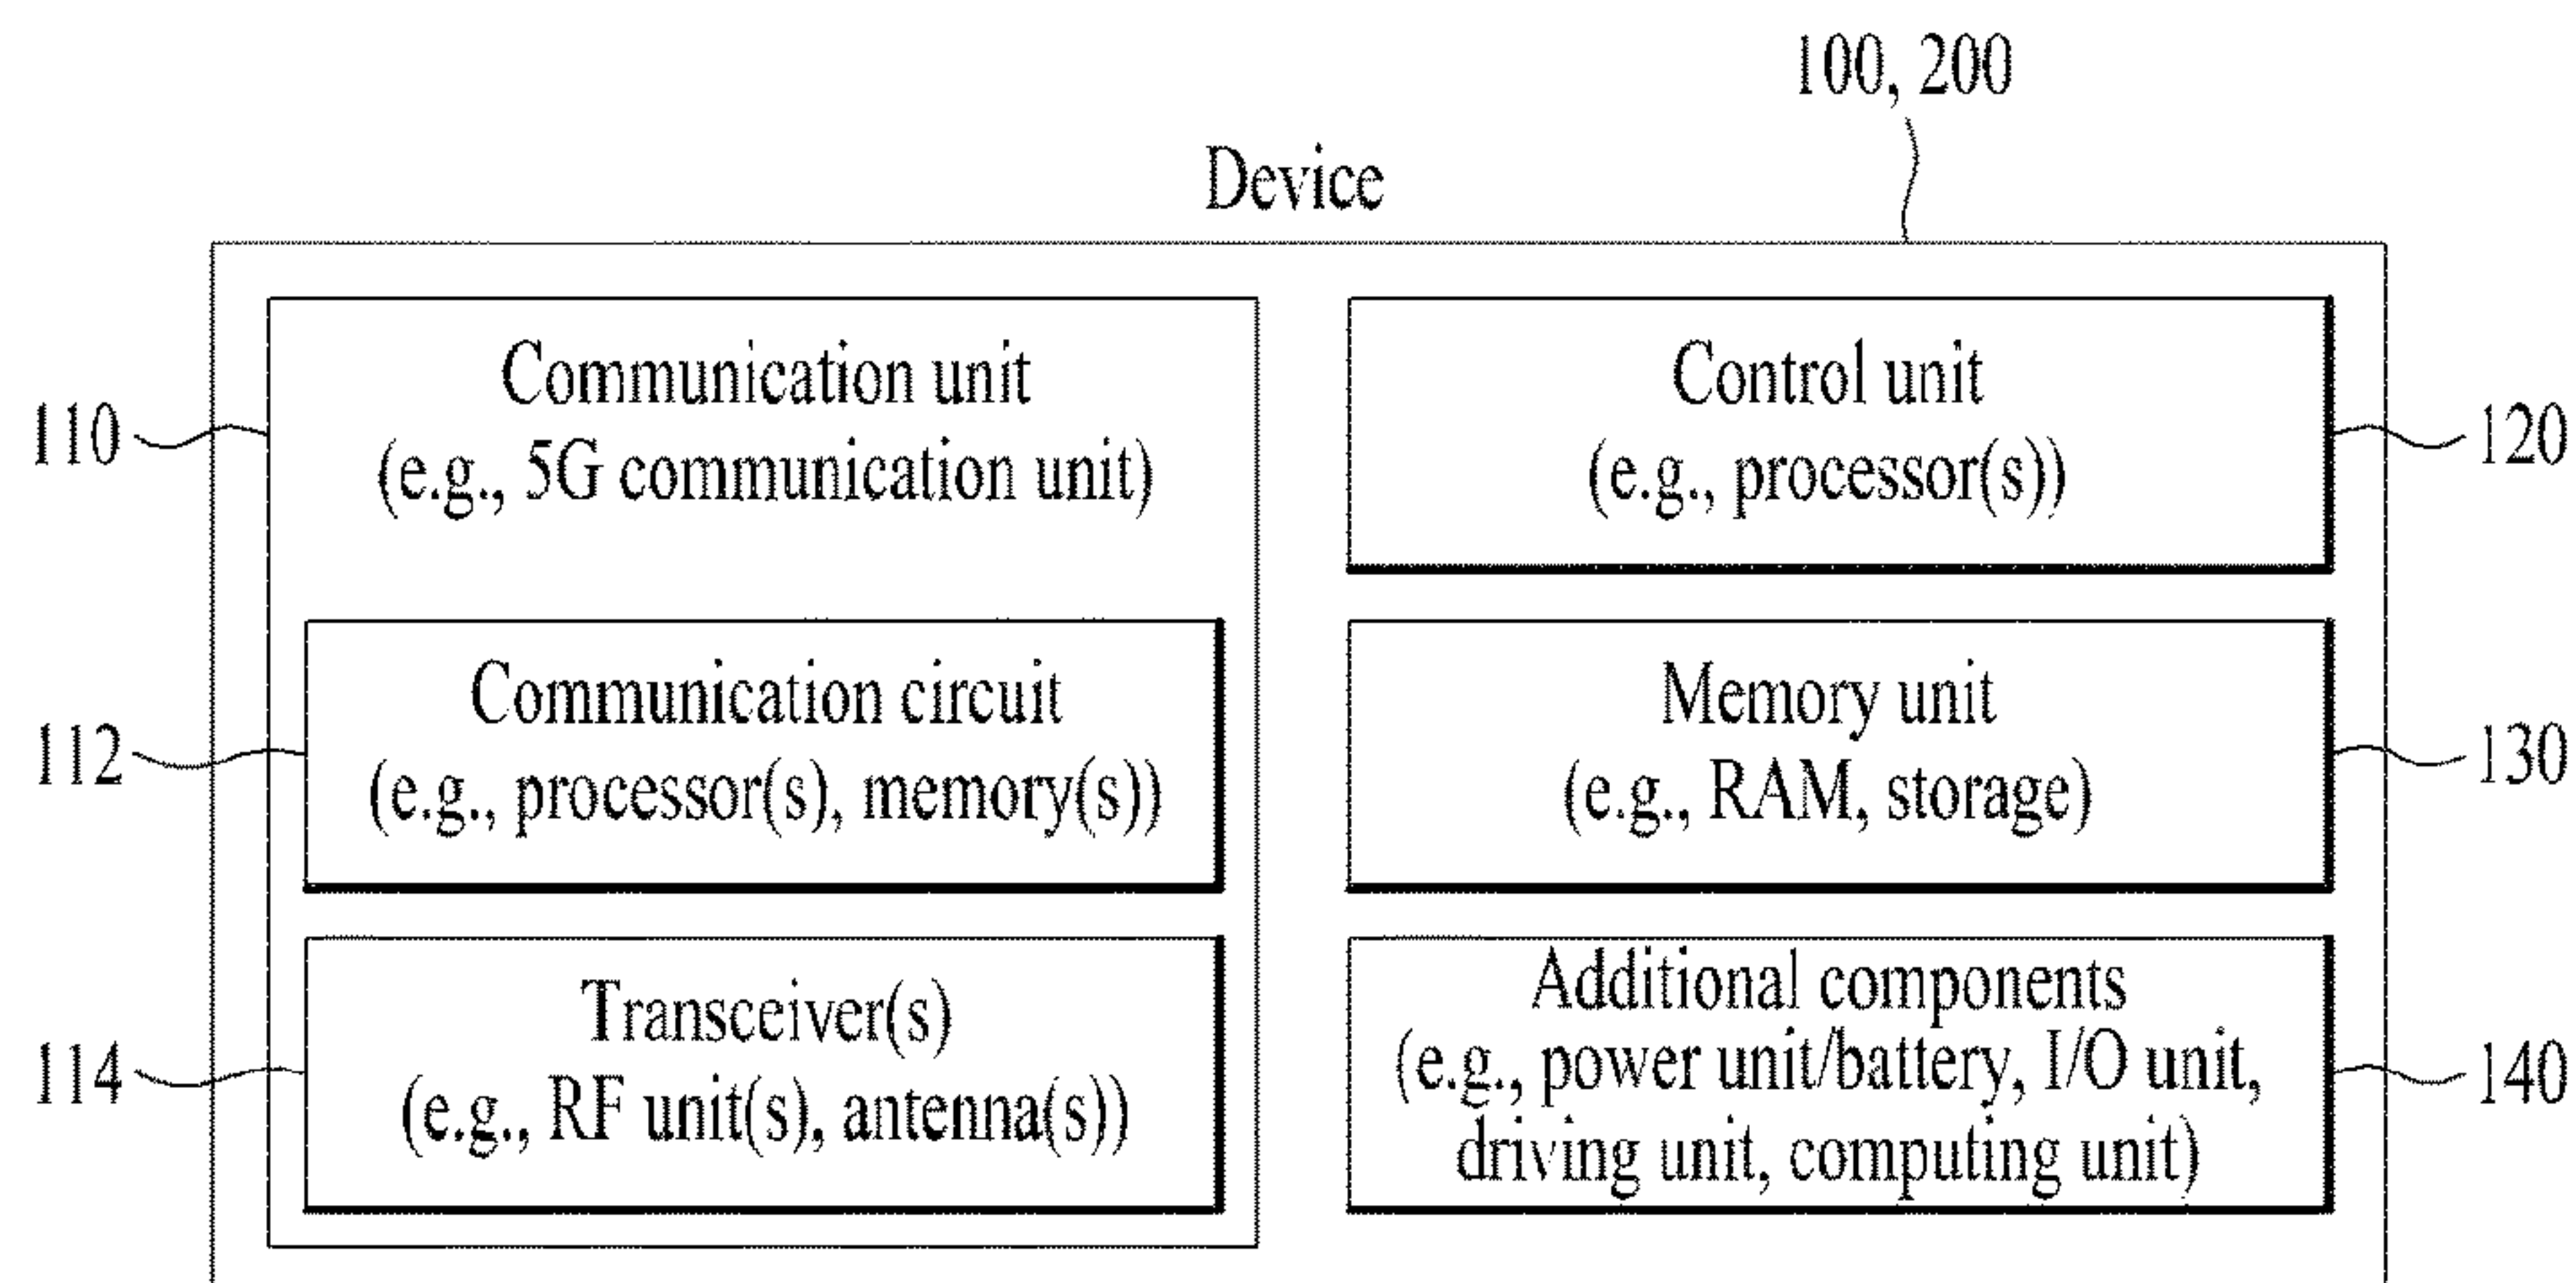 100, 200
Device
110
Communication unit
(e.g., 5G communication unit)
112
Communication circuit
(e.g., processor(s), memory(s))
114
Transceiver(s)
(e.g., RF unit(s), antenna(s))
Control unit
(e.g., processor(s))
120
Memory unit
(e.g., RAM, storage)
130
Additional components
(e.g., power unit/battery, I/O unit,
driving unit, computing unit)
140